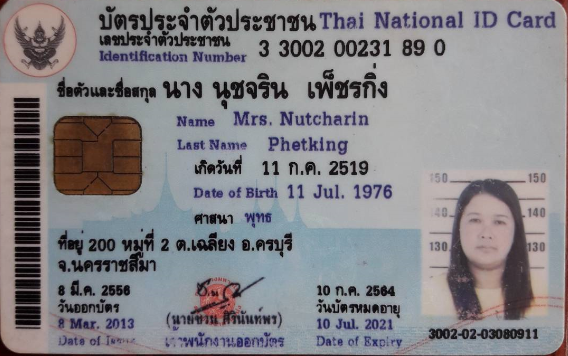 บัตรประจำตัวประชาชน Thai National ID Card
เลขประจำตัวประชาชน 3 3002 00231 89 0
Identification Number
ชื่อตัวและชื่อสกุล นาง นุชจริน เพ็ชรกิ่ง
Name Mrs. Nutcharin
Last Name Phetking
เกิดวันที่ 11 ก.ค. 2519
Date of Birth 11 Jul. 1976
ศาสนา พุทธ
ที่อยู่ 200 หมู่ที่ 2 ต.เฉลียง อ.ครบุรี
จ.นครราชสีมา
8 มี.ค. 2556
วันออกบัตร
8 Mar. 2013
Date of Issue
เจ้าพนักงานออกบัตร
10 ก.ค. 2564
วันบัตรหมดอายุ
10 Jul. 2021
Date of Expiry
150 150
140 140
130 130
3002-02-03080911